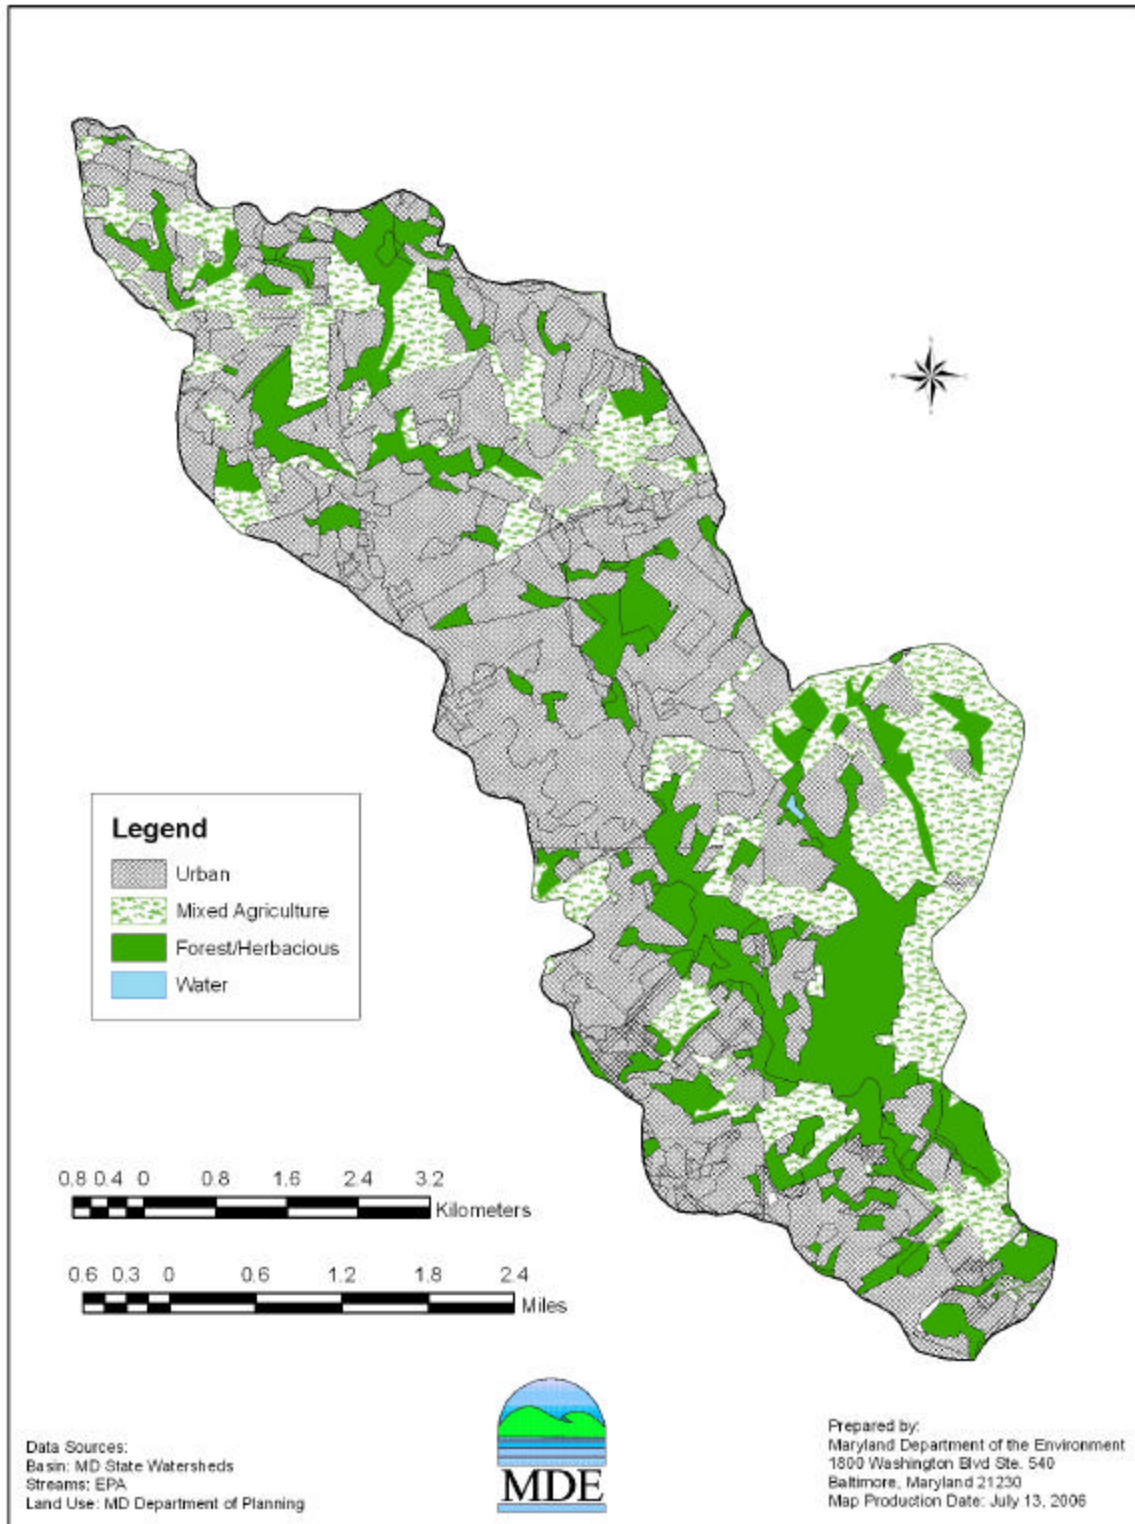 Legend
Urban
Mixed Agriculture
Forest/Herbacious
Water
0.8 0.4 0 0.8 1.6 2.4 3.2
Kilometers
0.6 0.3 0 0.6 1.2 1.8 2.4
Miles
MDE
Data Sources:
Basin: MD State Watersheds
Streams: EPA
Land Use: MD Department of Planning
Prepared by:
Maryland Department of the Environment
1800 Washington Blvd Ste. 540
Baltimore, Maryland 21230
Map Production Date: July 13, 2006